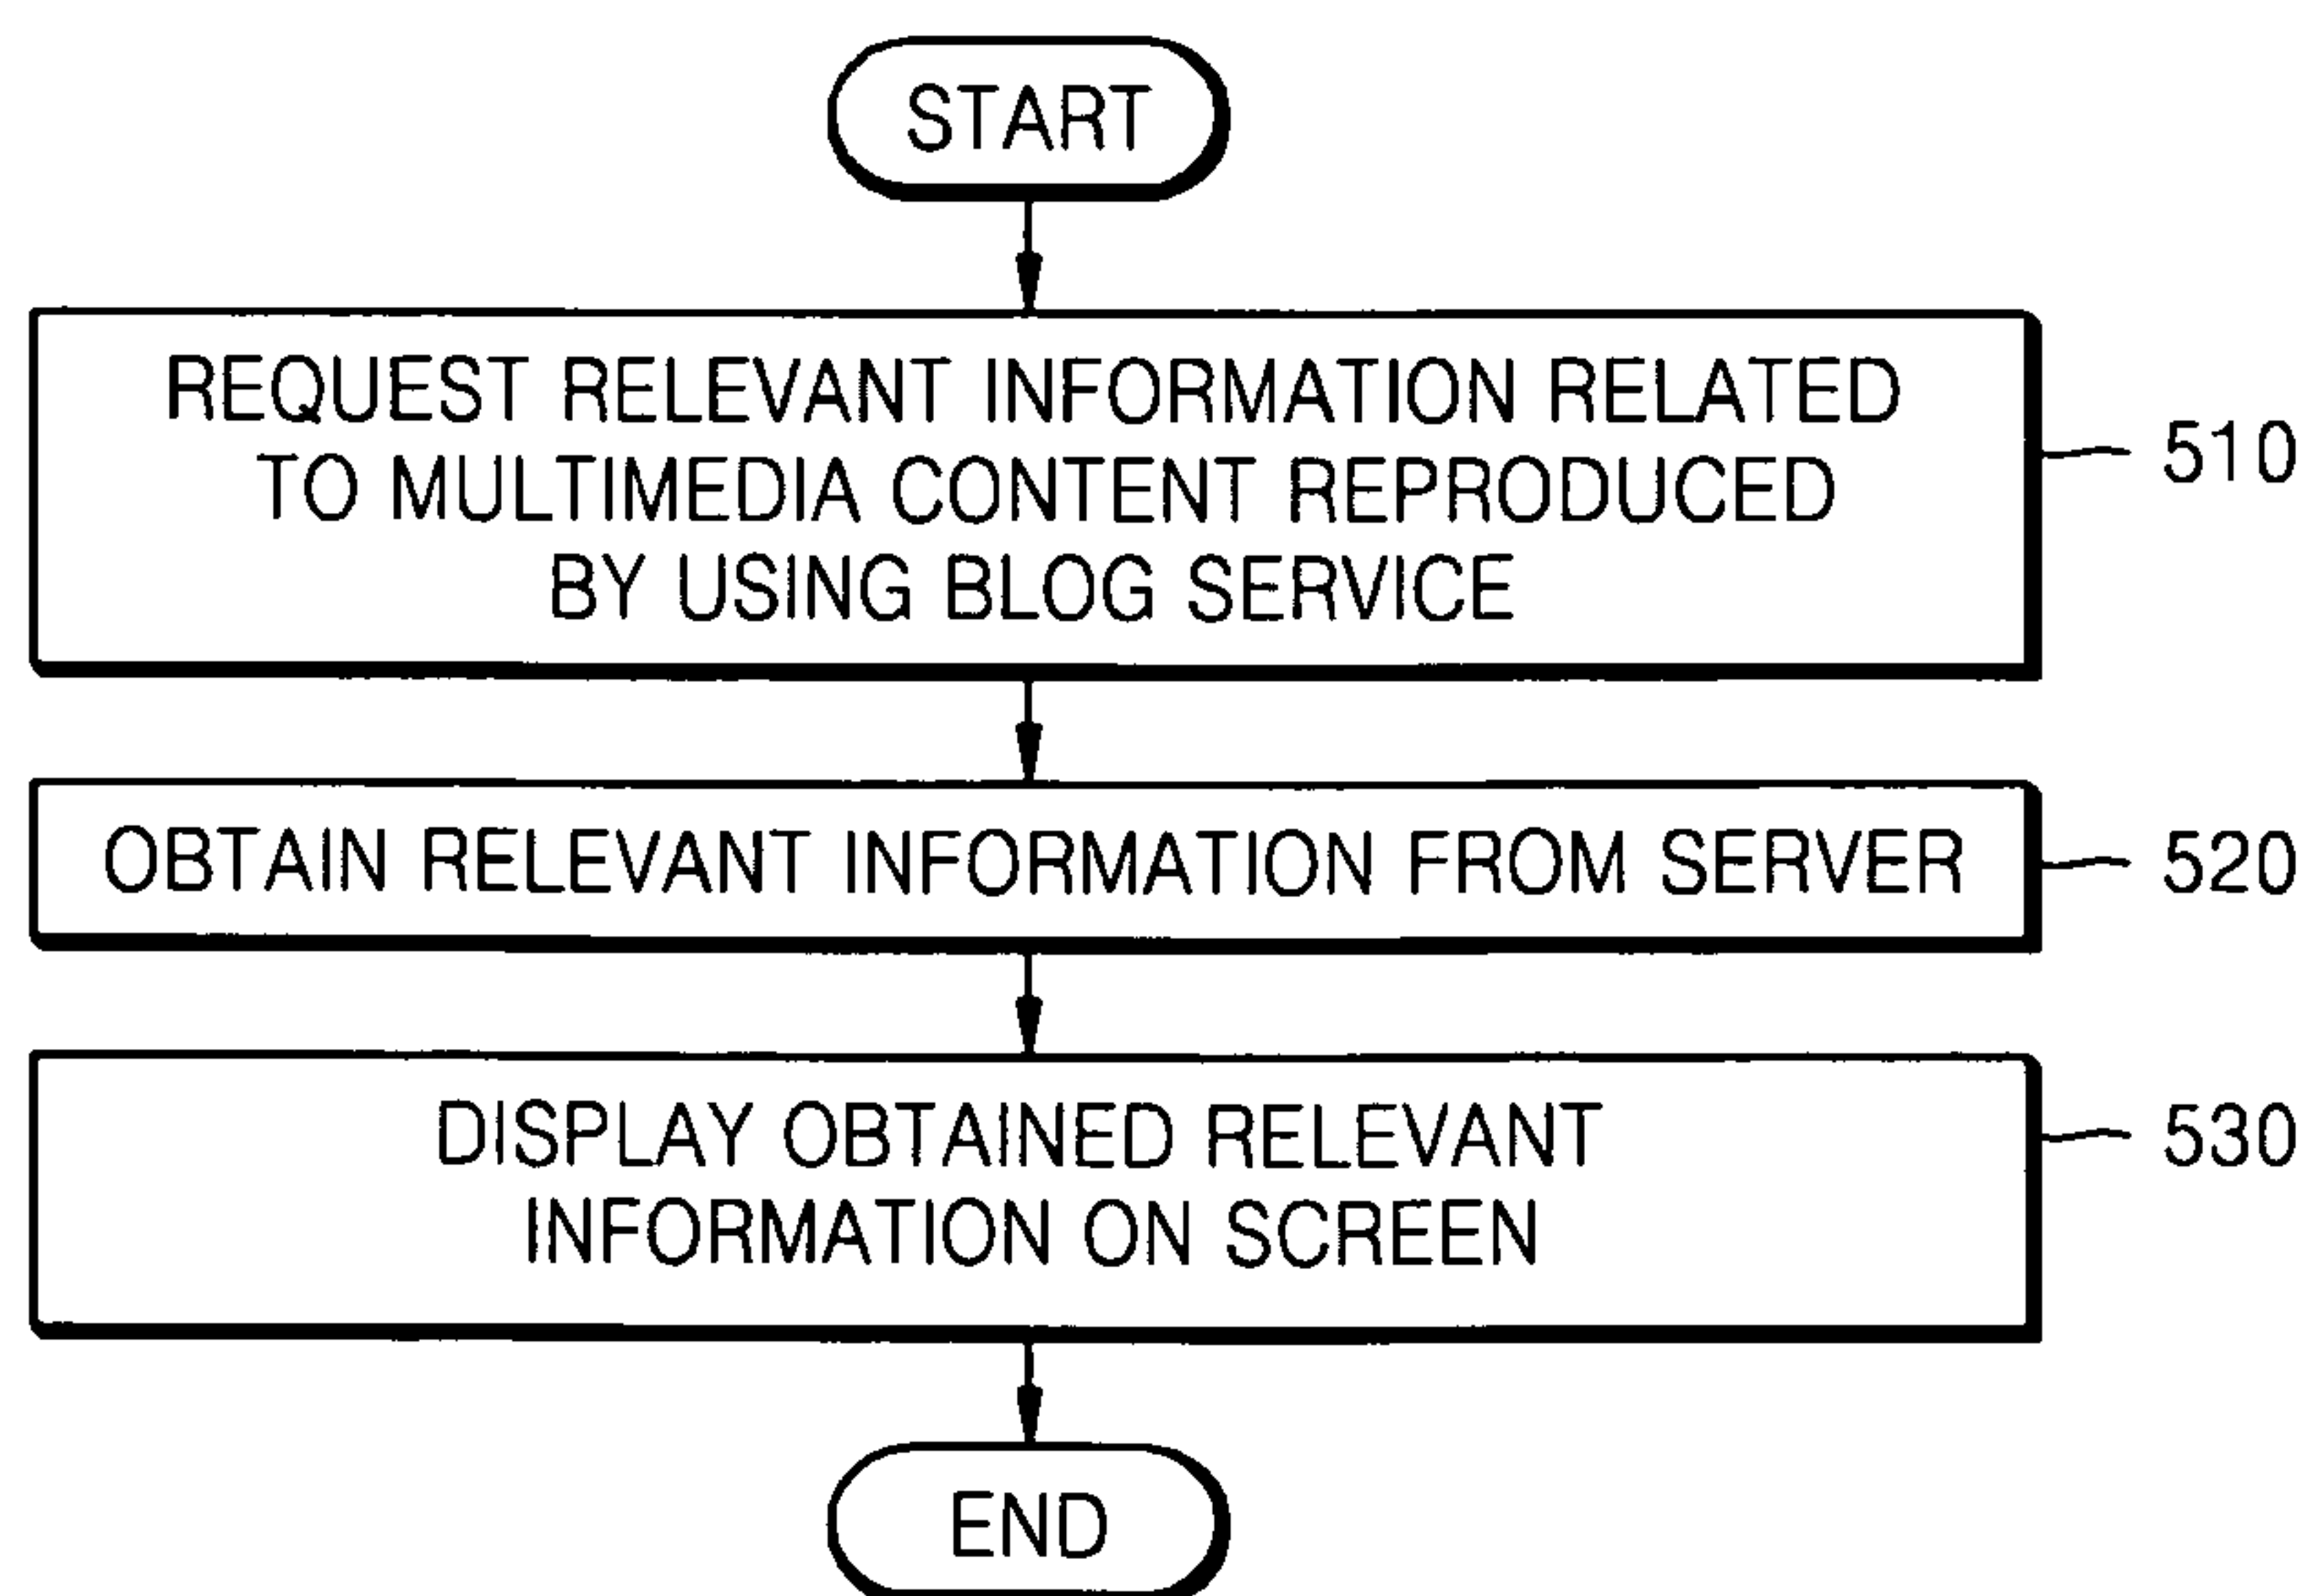 START
REQUEST RELEVANT INFORMATION RELATED
TO MULTIMEDIA CONTENT REPRODUCED
BY USING BLOG SERVICE
510
OBTAIN RELEVANT INFORMATION FROM SERVER
520
DISPLAY OBTAINED RELEVANT
INFORMATION ON SCREEN
530
END